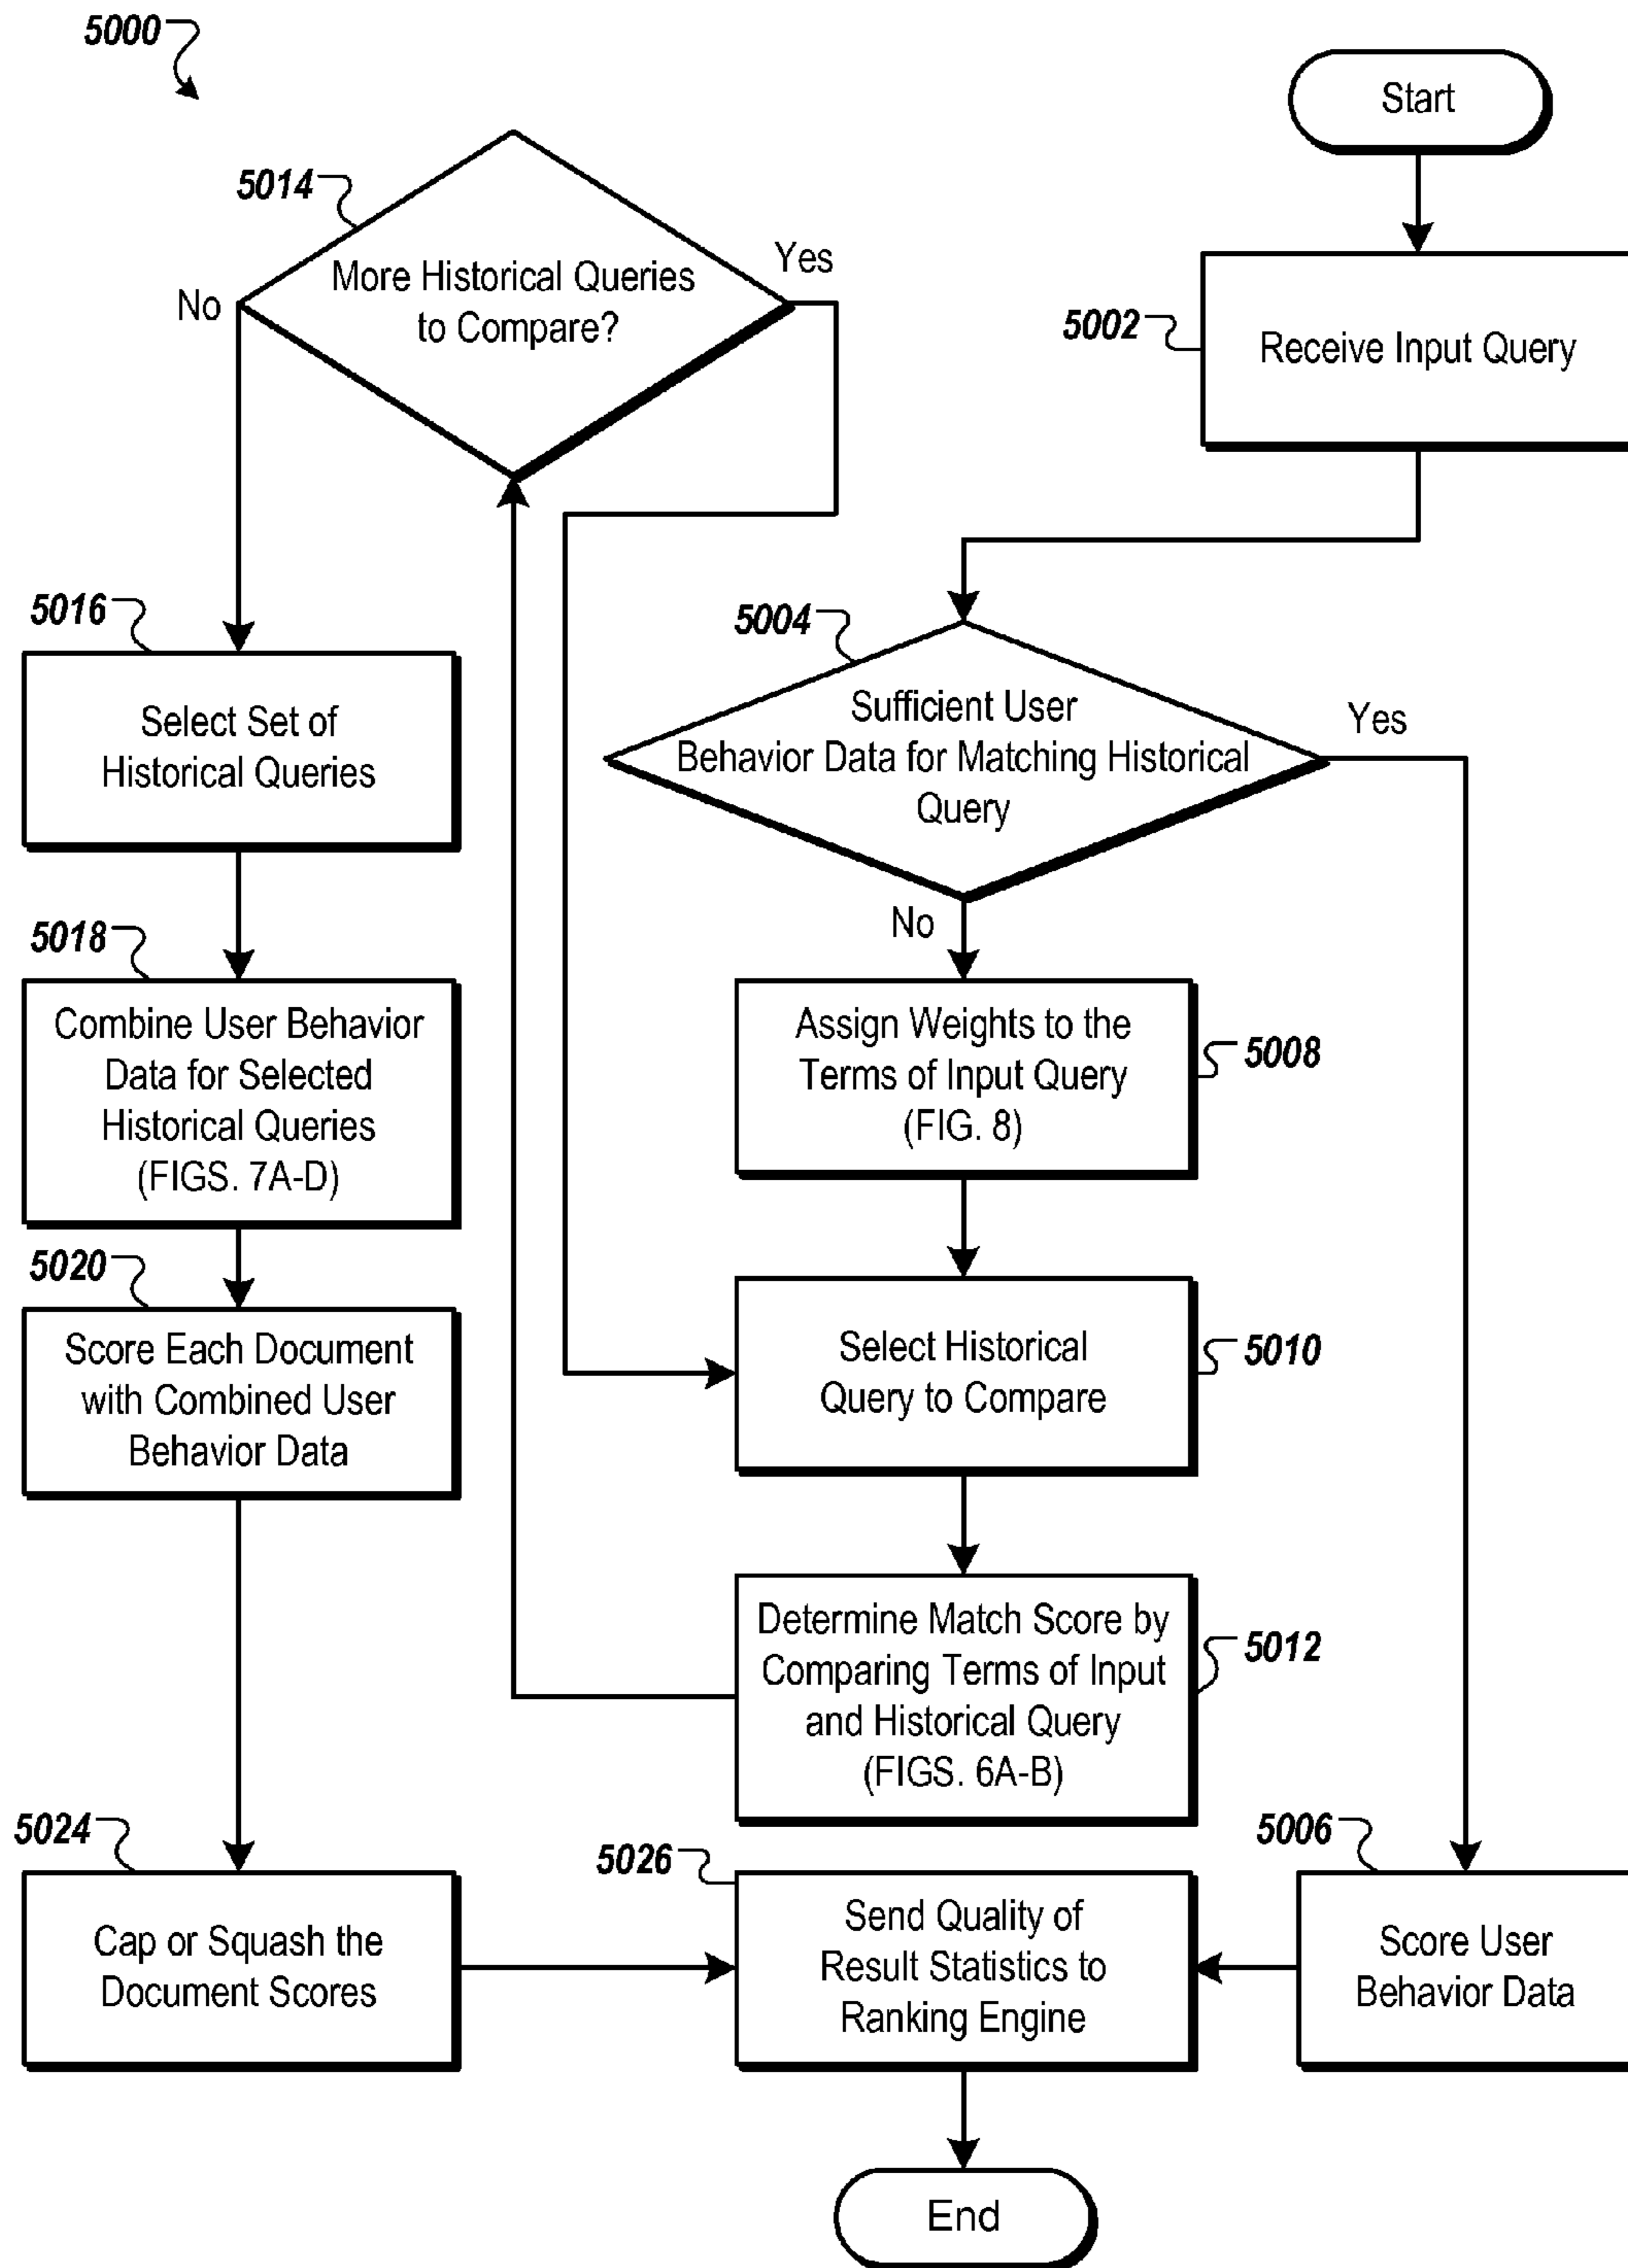 5000
Start
5014
More Historical Queries
to Compare?
Yes
No
5002
Receive Input Query
5016
Select Set of
Historical Queries
5004
Sufficient User
Behavior Data for Matching Historical
Query
Yes
No
5018
Combine User Behavior
Data for Selected
Historical Queries
(FIGS. 7A-D)
Assign Weights to the
Terms of Input Query
(FIG. 8)
5008
5020
Score Each Document
with Combined User
Behavior Data
Select Historical
Query to Compare
5010
Determine Match Score by
Comparing Terms of Input
and Historical Query
(FIGS. 6A-B)
5012
5024
Cap or Squash the
Document Scores
5026
Send Quality of
Result Statistics to
Ranking Engine
5006
Score User
Behavior Data
End